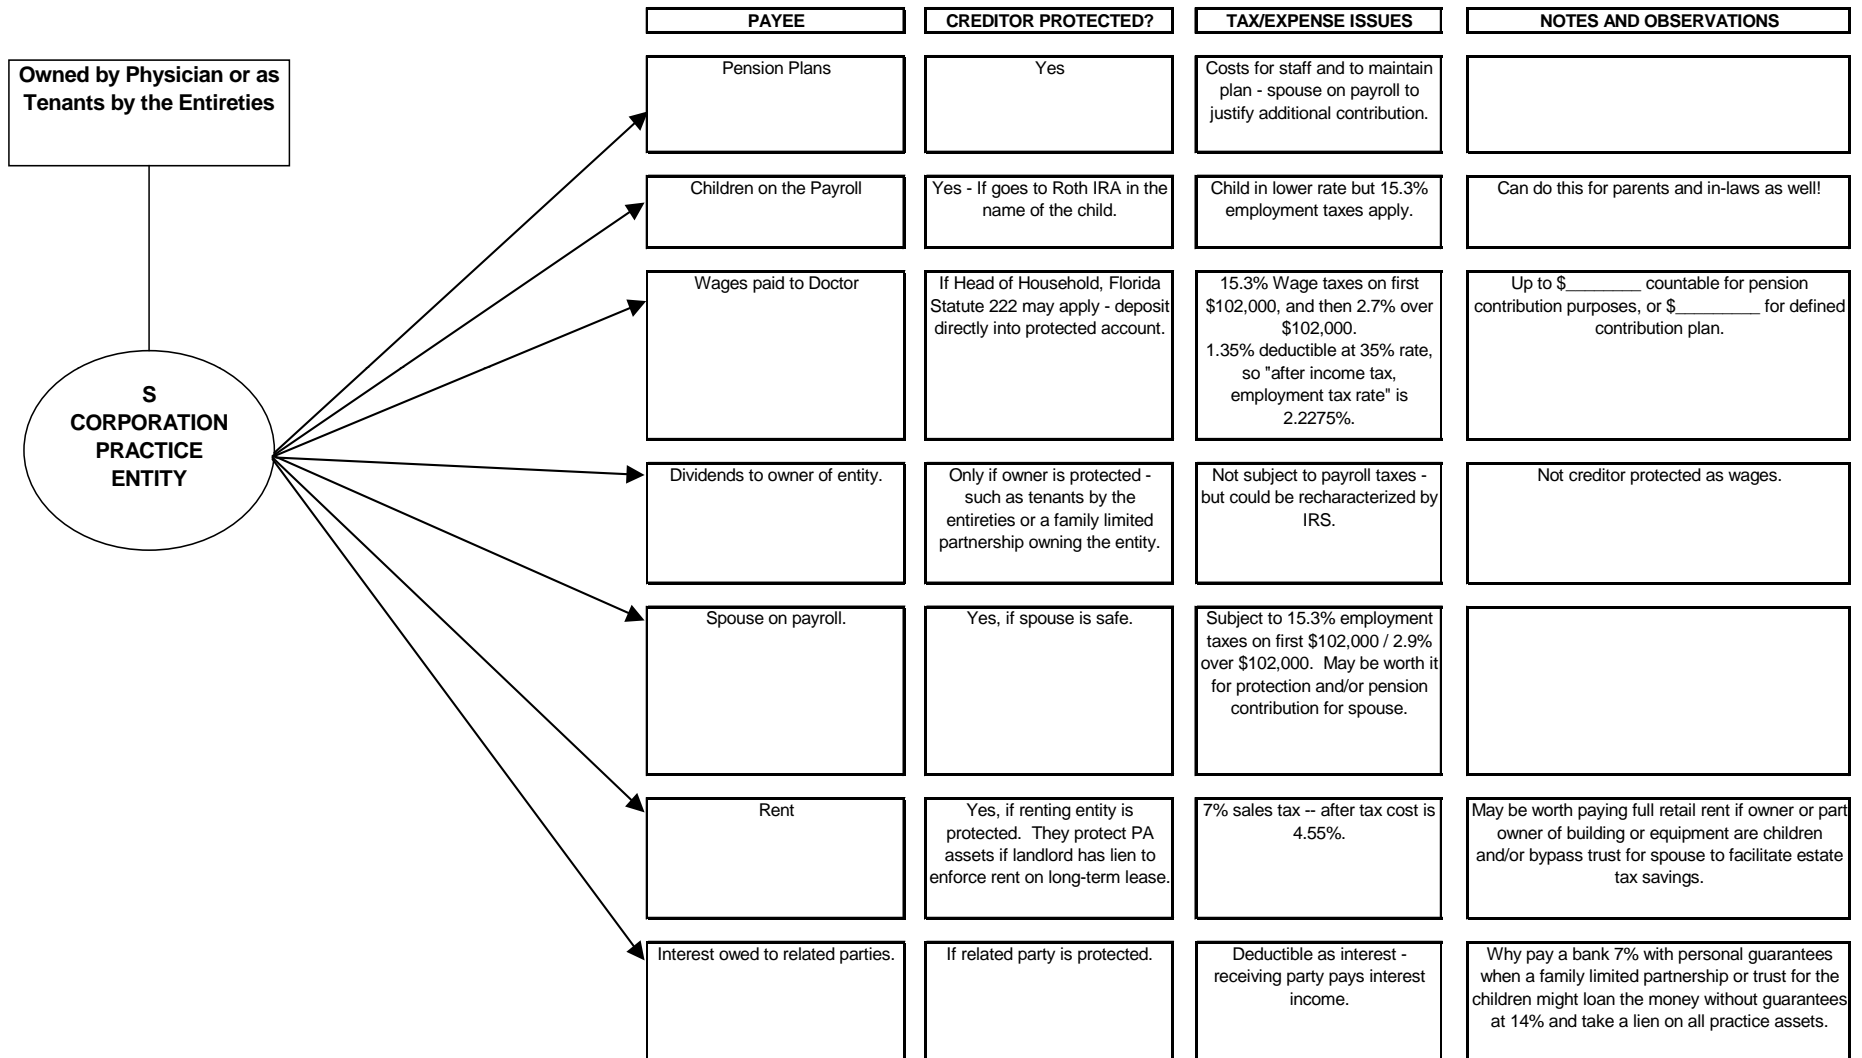 PAYEE
CREDITOR PROTECTED?
TAX/EXPENSE ISSUES
NOTES AND OBSERVATIONS
Owned by Physician or as
Tenants by the Entireties
S
CORPORATION
PRACTICE
ENTITY
Pension Plans
Yes
Costs for staff and to maintain
plan - spouse on payroll to
justify additional contribution.
Children on the Payroll
Yes - If goes to Roth IRA in the
name of the child.
Child in lower rate but 15.3%
employment taxes apply.
Can do this for parents and in-laws as well!
Wages paid to Doctor
If Head of Household, Florida
Statute 222 may apply - deposit
directly into protected account.
15.3% Wage taxes on first
$102,000, and then 2.7% over
$102,000.
1.35% deductible at 35% rate,
so "after income tax,
employment tax rate" is
2.2275%.
Up to $________ countable for pension
contribution purposes, or $_________ for defined
contribution plan.
Dividends to owner of entity.
Only if owner is protected -
such as tenants by the
entireties or a family limited
partnership owning the entity.
Not subject to payroll taxes -
but could be recharacterized by
IRS.
Not creditor protected as wages.
Spouse on payroll.
Yes, if spouse is safe.
Subject to 15.3% employment
taxes on first $102,000 / 2.9%
over $102,000.  May be worth it
for protection and/or pension
contribution for spouse.
Rent
Yes, if renting entity is
protected.  They protect PA
assets if landlord has lien to
enforce rent on long-term lease.
7% sales tax -- after tax cost is
4.55%.
May be worth paying full retail rent if owner or part
owner of building or equipment are children
and/or bypass trust for spouse to facilitate estate
tax savings.
Interest owed to related parties.
If related party is protected.
Deductible as interest -
receiving party pays interest
income.
Why pay a bank 7% with personal guarantees
when a family limited partnership or trust for the
children might loan the money without guarantees
at 14% and take a lien on all practice assets.